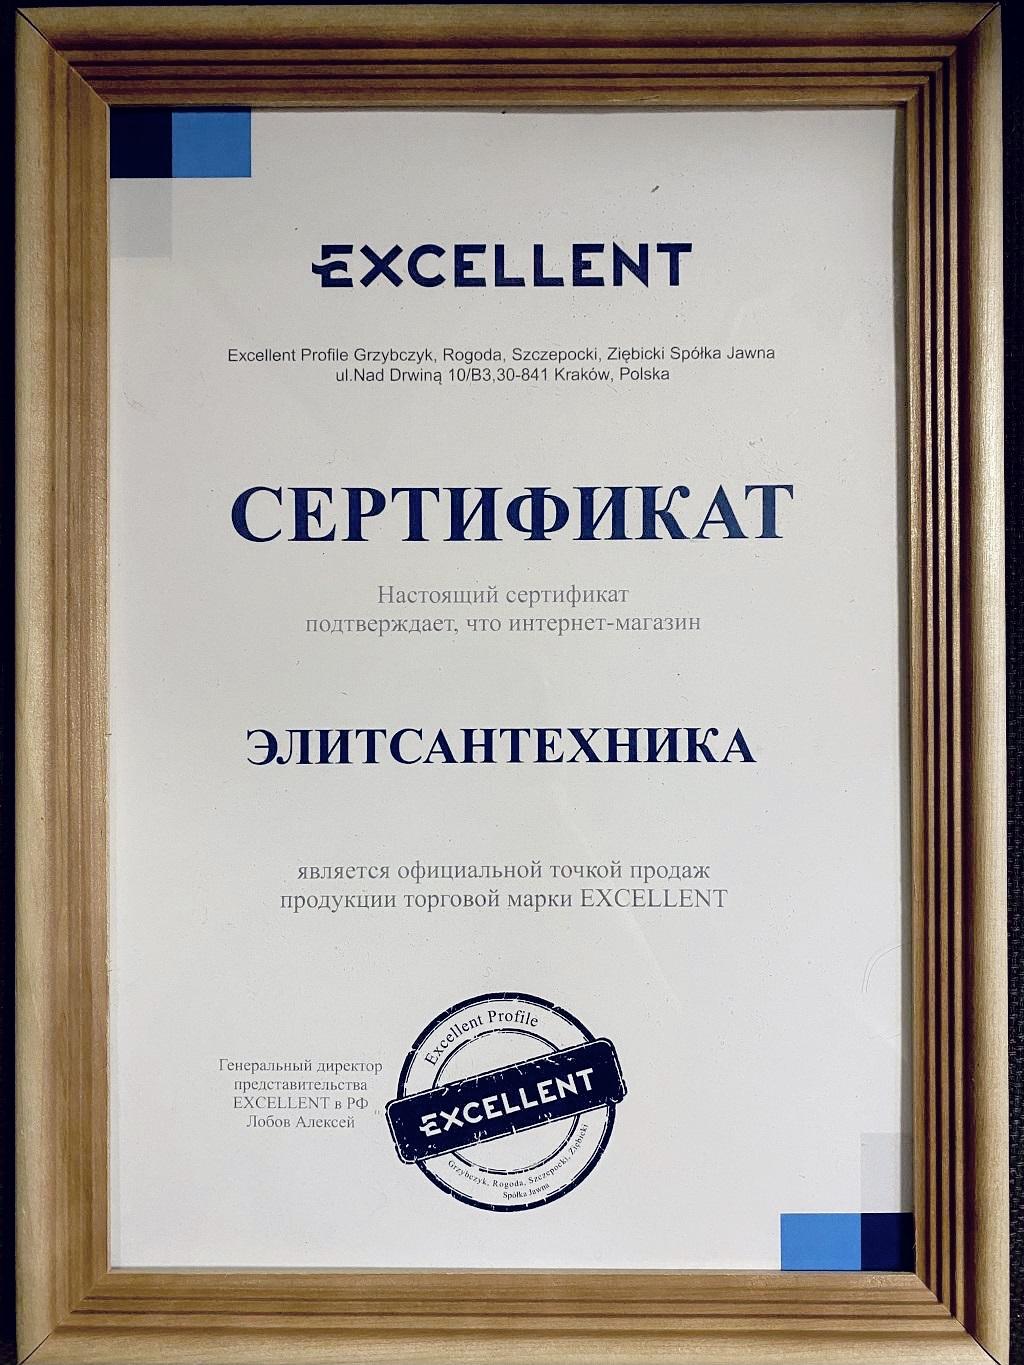 EXCELLENT
Excellent Profile Grzybczyk, Rogoda, Szczepocki, Ziębicki Spółka Jawna
ul.Nad Drwiną 10/B3,30-841 Kraków, Polska
СЕРТИФИКАТ
Настоящий сертификат
подтверждает, что интернет-магазин
ЭЛИТСАНТЕХНИКА
является официальной точкой продаж
продукции торговой марки EXCELLENT
Генеральный директор
представительства
EXCELLENT в РФ
Лобов Алексей
Excellent Profile
EXCELLENT
Grzybczyk, Rogoda, Szczepocki, Ziębicki
Spółka Jawna